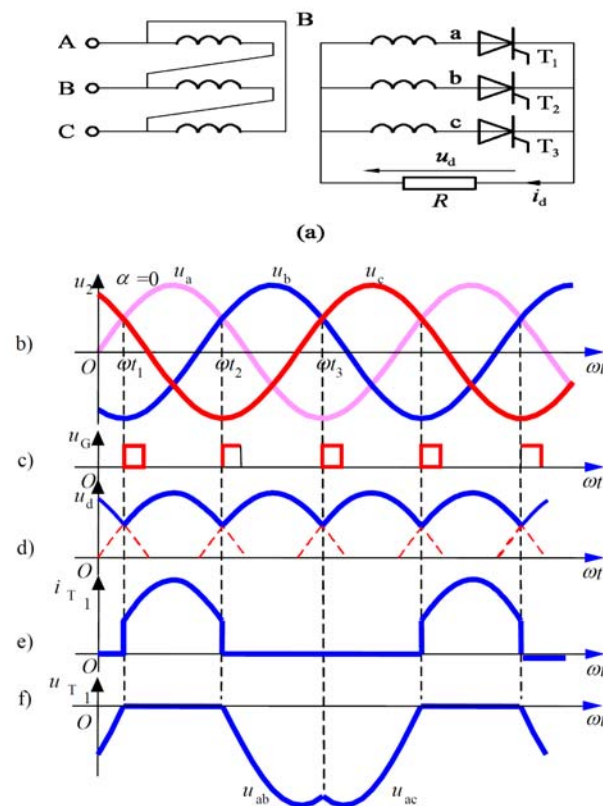 B
A
a
T1
B
b
T2
C
c
T3
ud
R
id
(a)
u2
α =0
ua
ub
uc
b)
O
ωt1
ωt2
ωt3
ωt
uG
c)
O
ωt
ud
d)
O
ωt
iT1
e)
O
ωt
uT1
f)
O
ωt
uab
uac